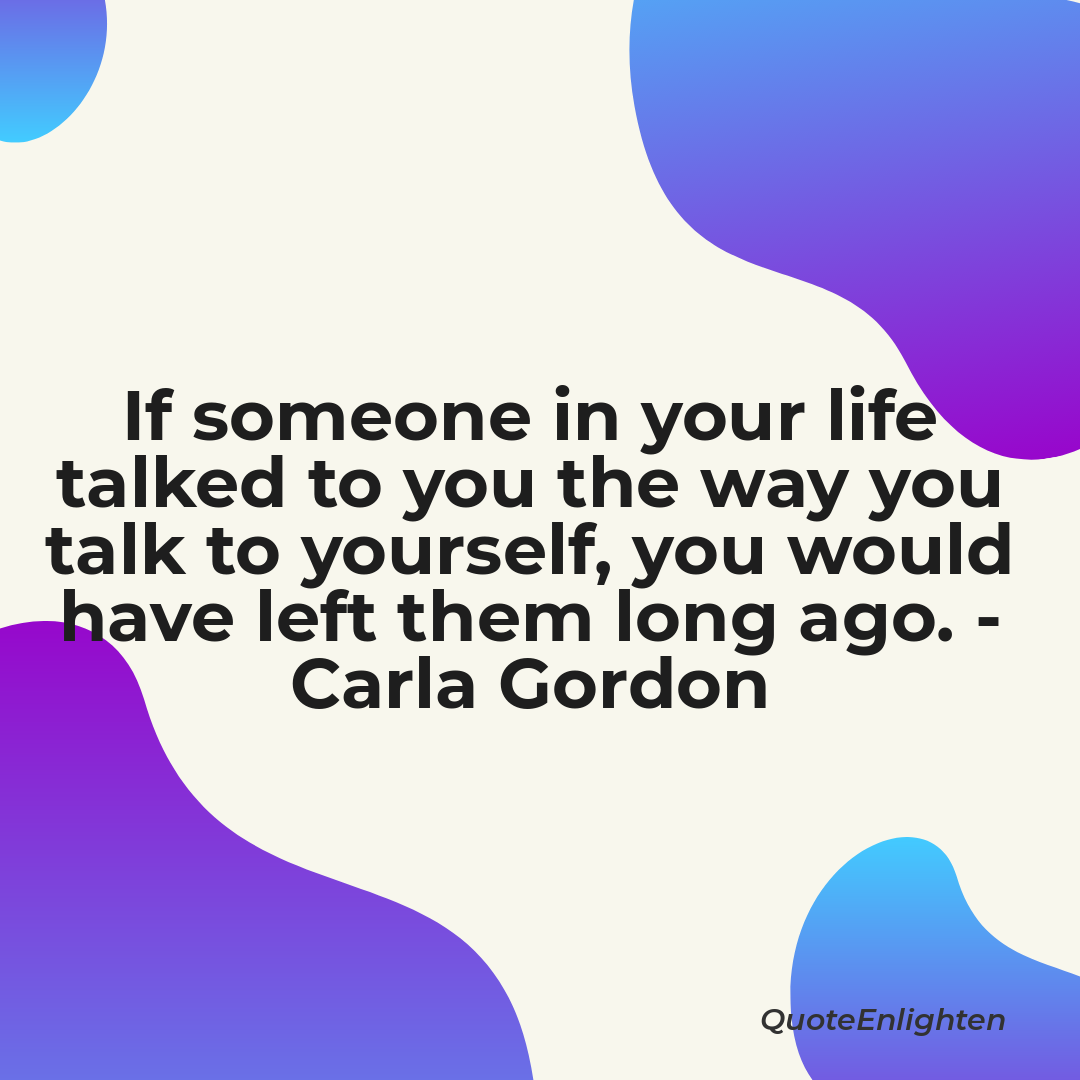 If someone in your life
talked to you the way you
talk to yourself, you would
have left them long ago. -
Carla Gordon
QuoteEnlighten